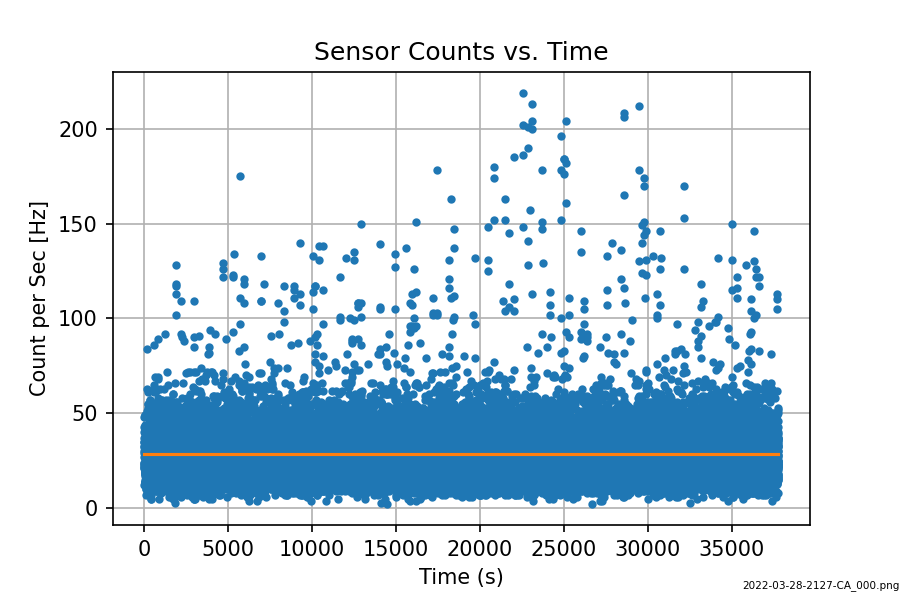 Sensor Counts vs. Time
Count per Sec [Hz]
200
150
100
50
0
0 5000 10000 15000 20000 25000 30000 35000
Time (s)
2022-03-28-2127-CA_000.png